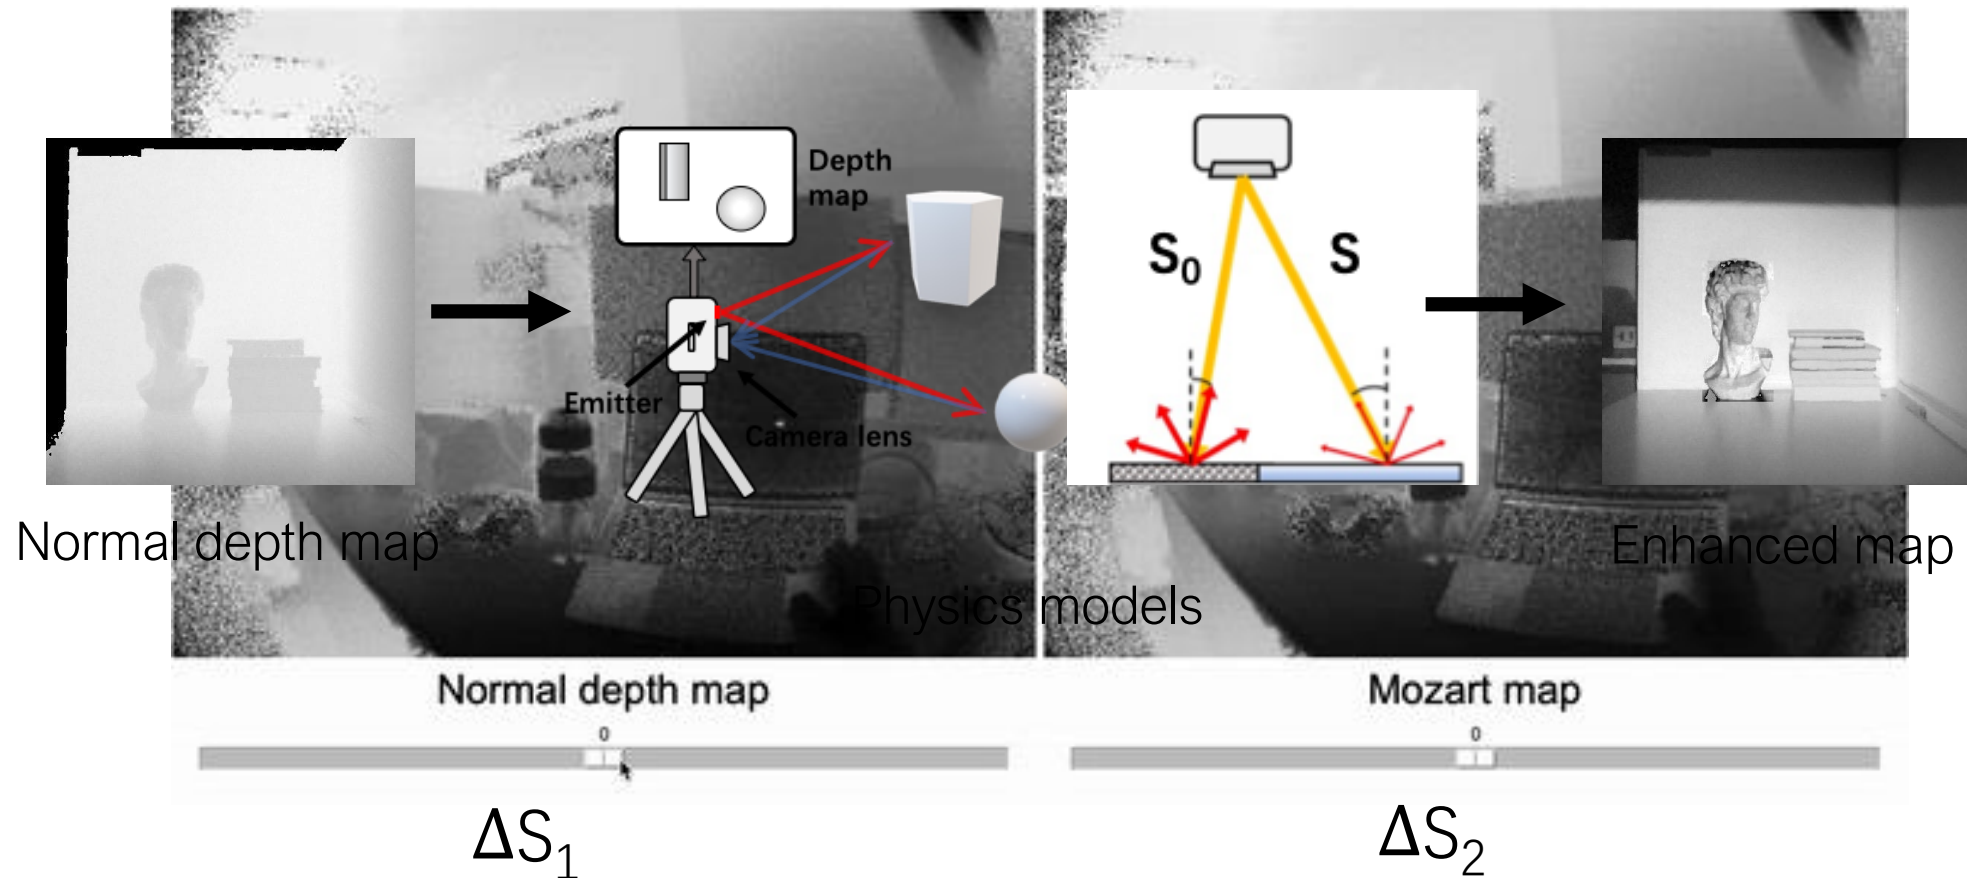 Depth
map
S0
S
Emitter
Camera lens
Normal depth map
Enhanced map
Physics models
Normal depth map
Mozart map
0
0
ΔS1
ΔS2